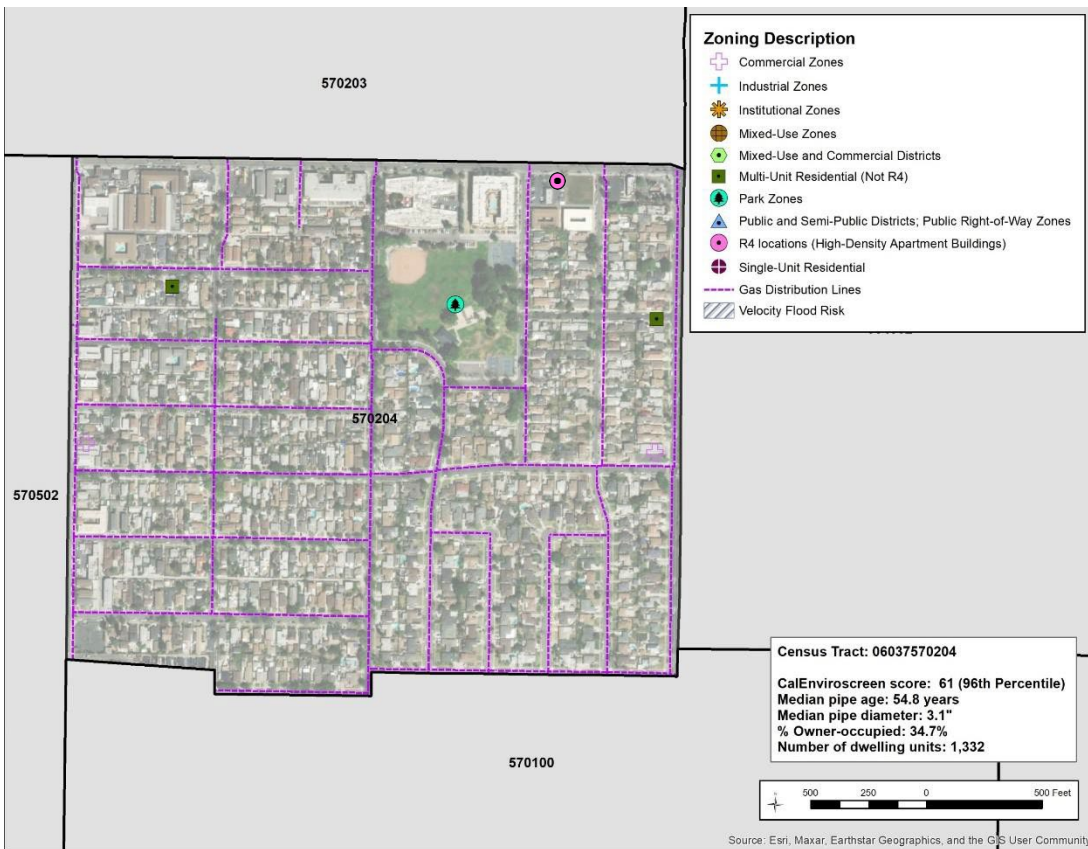 570203
Zoning Description
Commercial Zones
Industrial Zones
Institutional Zones
Mixed-Use Zones
Mixed-Use and Commercial Districts
Multi-Unit Residential (Not R4)
Park Zones
Public and Semi-Public Districts; Public Right-of-Way Zones
R4 locations (High-Density Apartment Buildings)
Single-Unit Residential
Gas Distribution Lines
Velocity Flood Risk
570204
570502
570100
Census Tract: 06037570204
CalEnviroscreen score: 61 (96th Percentile)
Median pipe age: 54.8 years
Median pipe diameter: 3.1"
% Owner-occupied: 34.7%
Number of dwelling units: 1,332
500 250 0 500 Feet
Source: Esri, Maxar, Earthstar Geographics, and the GIS User Community